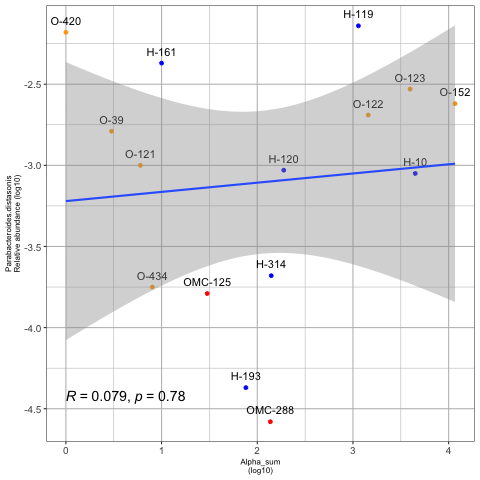 O-420
H-119
H-161
O-123
O-152
O-122
O-39
O-121
H-120
H-10
H-314
O-434
OMC-125
H-193
OMC-288
R = 0.079, p = 0.78
-2.5
-3.0
-3.5
-4.0
-4.5
0
1
2
3
4
Parabacteroides.distasonis
Relative abundance (log10)
Alpha_sum
(log10)